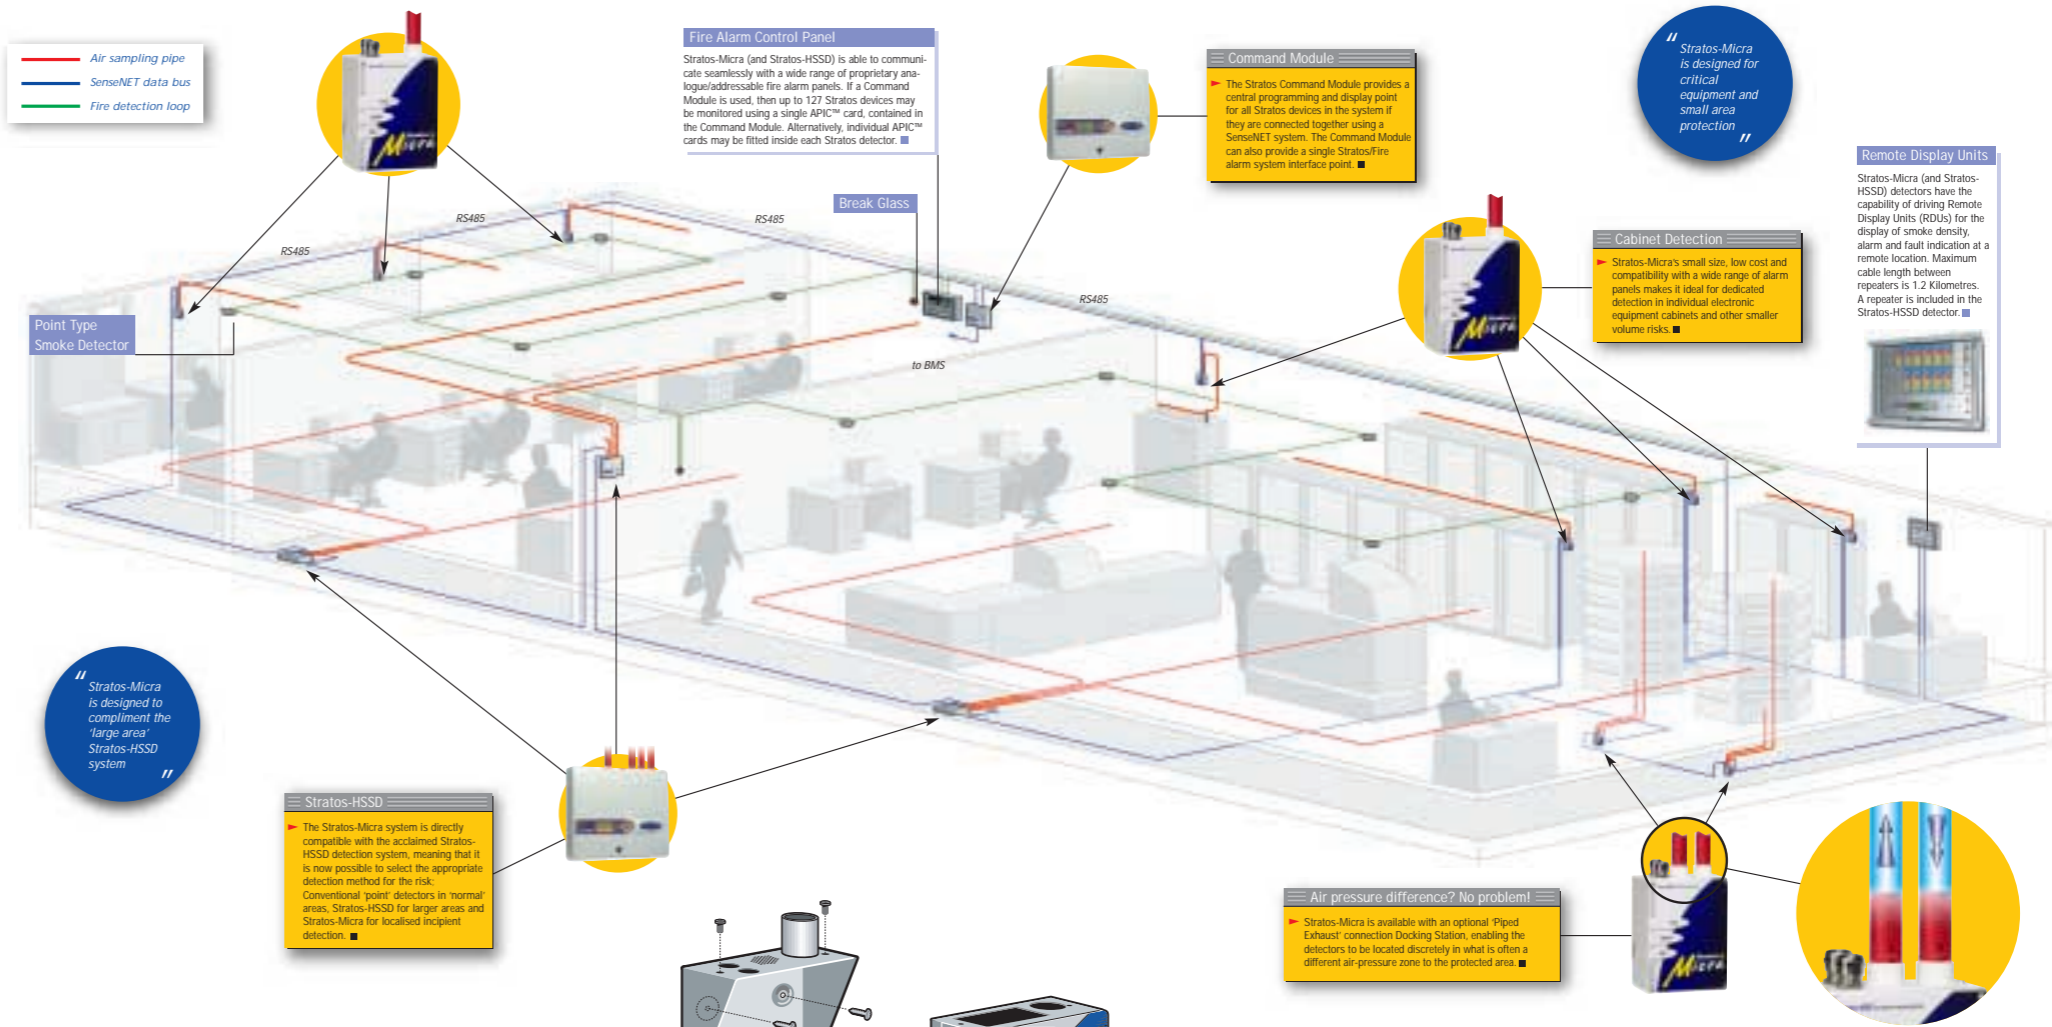 Air sampling pipe
SenseNET data bus
Fire detection loop
Micra
Fire Alarm Control Panel
Stratos-Micra (and Stratos-HSSD) is able to communi-
cate seamlessly with a wide range of proprietary ana-
logue/addressable fire alarm panels. If a Command
Module is used, then up to 127 Stratos devices may
be monitored using a single APIC™ card, contained in
the Command Module. Alternatively, individual APIC™
cards may be fitted inside each Stratos detector. ■
Command Module
► The Stratos Command Module provides a
central programming and display point
for all Stratos devices in the system if
they are connected together using a
SenseNET system. The Command Module
can also provide a single Stratos/Fire
alarm system interface point. ■
"
Stratos-Micra
is designed for
critical
equipment and
small area
protection
"
Remote Display Units
Stratos-Micra (and Stratos-
HSSD) detectors have the
capability of driving Remote
Display Units (RDUs) for the
display of smoke density,
alarm and fault indication at a
remote location. Maximum
cable length between
repeaters is 1.2 Kilometres.
A repeater is included in the
Stratos-HSSD detector. ■
Break Glass
RS485
RS485
RS485
RS485
Micra
Cabinet Detection
► Stratos-Micra's small size, low cost and
compatibility with a wide range of alarm
panels makes it ideal for dedicated
detection in individual electronic
equipment cabinets and other smaller
volume risks. ■
Point Type
Smoke Detector
to BMS
"
Stratos-Micra
is designed to
compliment the
'large area'
Stratos-HSSD
system
"
Stratos-HSSD
► The Stratos-Micra system is directly
compatible with the acclaimed Stratos-
HSSD detection system, meaning that it
is now possible to select the appropriate
detection method for the risk;
Conventional 'point' detectors in 'normal'
areas, Stratos-HSSD for larger areas and
Stratos-Micra for localised incipient
detection. ■
Air pressure difference? No problem!
► Stratos-Micra is available with an optional 'Piped
Exhaust' connection Docking Station, enabling the
detectors to be located discretely in what is often a
different air-pressure zone to the protected area. ■
Micra